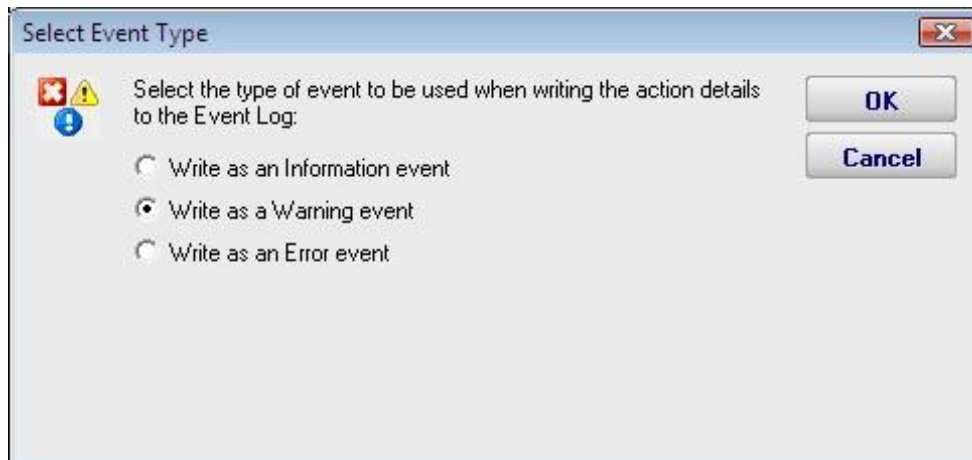 Select Event Type
Select the type of event to be used when writing the action details
to the Event Log:
OK
Cancel
Write as an Information event
Write as a Warning event
Write as an Error event